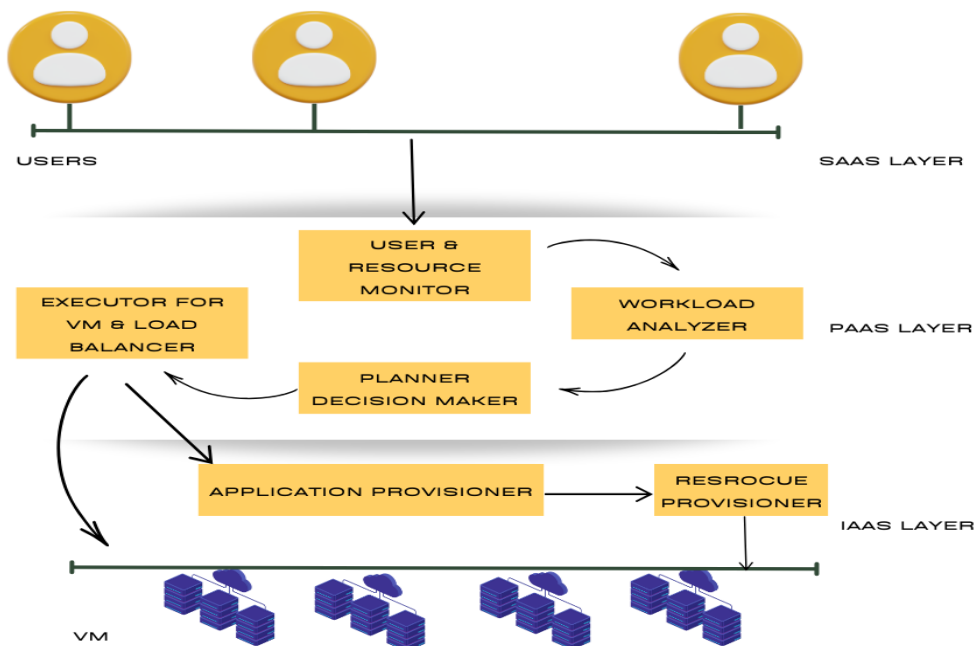 USERS
SAAS LAYER
USER &
RESOURCE
MONITOR
EXECUTOR FOR
VM & LOAD
BALANCER
WORKLOAD
ANALYZER
PAAS LAYER
PLANNER
DECISION MAKER
APPLICATION PROVISIONER
RESROCUE
PROVISIONER
IAAS LAYER
VM